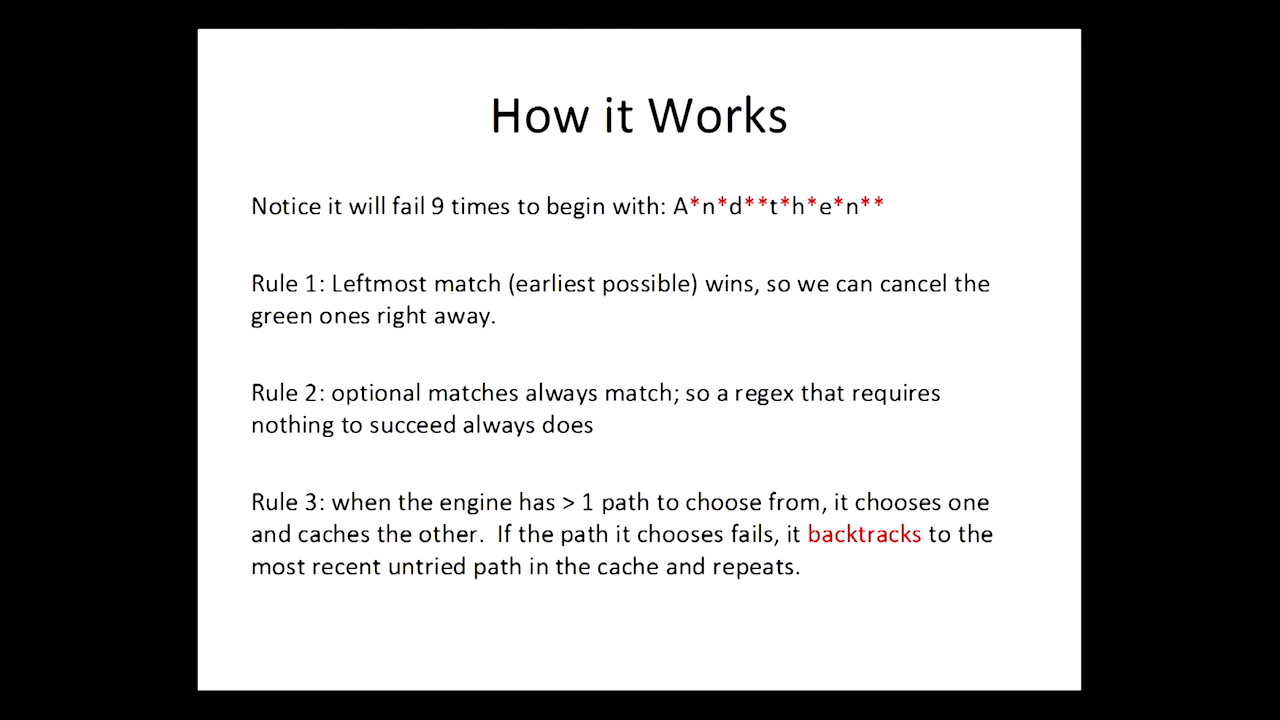 How it Works
Notice it will fail 9 times to begin with: A*n*d**t*h*e*n**
Rule 1: Leftmost match (earliest possible) wins, so we can cancel the
green ones right away.
Rule 2: optional matches always match; so a regex that requires
nothing to succeed always does
Rule 3: when the engine has > 1 path to choose from, it chooses one
and caches the other.  If the path it chooses fails, it backtracks to the
most recent untried path in the cache and repeats.